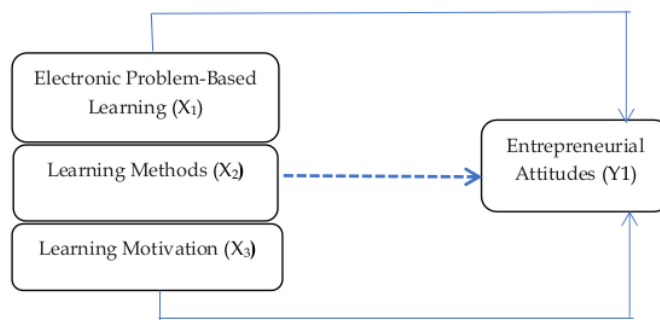 Electronic Problem-Based
Learning (X₁)
Learning Methods (X₂)
Learning Motivation (X₃)
Entrepreneurial
Attitudes (Y1)